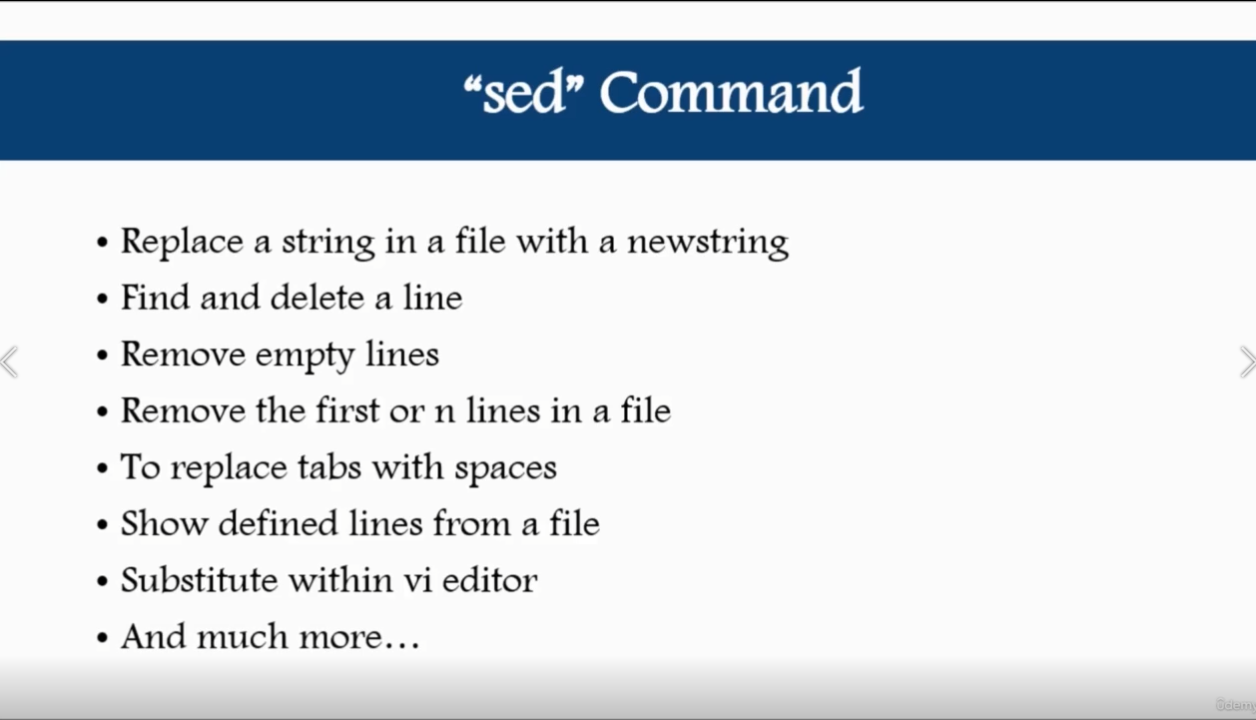 “sed” Command
• Replace a string in a file with a newstring
• Find and delete a line
• Remove empty lines
• Remove the first or n lines in a file
• To replace tabs with spaces
• Show defined lines from a file
• Substitute within vi editor
• And much more…